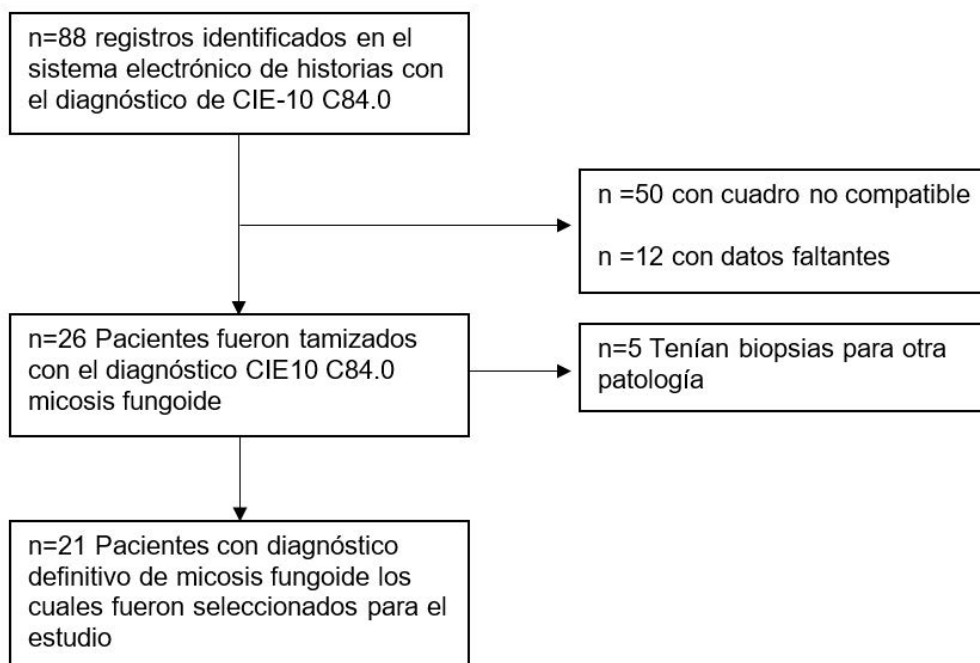 n=88 registros identificados en el
sistema electrónico de historias con
el diagnóstico de CIE-10 C84.0
n =50 con cuadro no compatible
n =12 con datos faltantes
n=26 Pacientes fueron tamizados
con el diagnóstico CIE10 C84.0
micosis fungoide
n=5 Tenían biopsias para otra
patología
n=21 Pacientes con diagnóstico
definitivo de micosis fungoide los
cuales fueron seleccionados para el
estudio